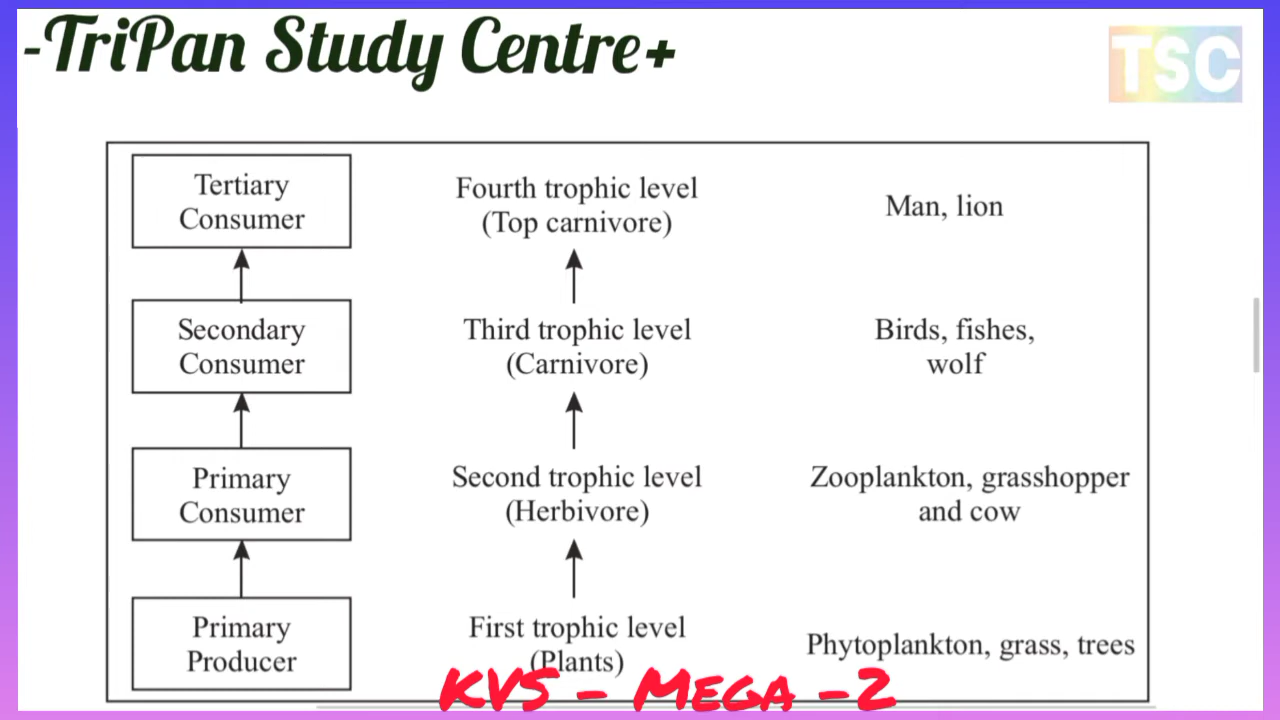 -TriPan Study Centre+
TSC
Tertiary
Consumer
Fourth trophic level
(Top carnivore)
Man, lion
Secondary
Consumer
Third trophic level
(Carnivore)
Birds, fishes,
wolf
Primary
Consumer
Second trophic level
(Herbivore)
Zooplankton, grasshopper
and cow
Primary
Producer
First trophic level
(Plants)
Phytoplankton, grass, trees
KVS - MEGA -2